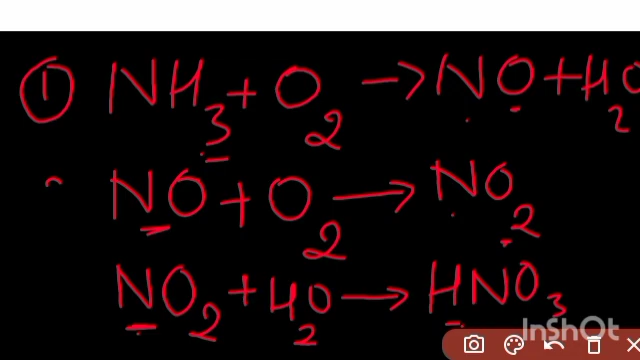 ① NH₃ + O₂ → NO + H₂O
NO + O₂ → NO₂
NO₂ + H₂O → HNO₃
InShOt